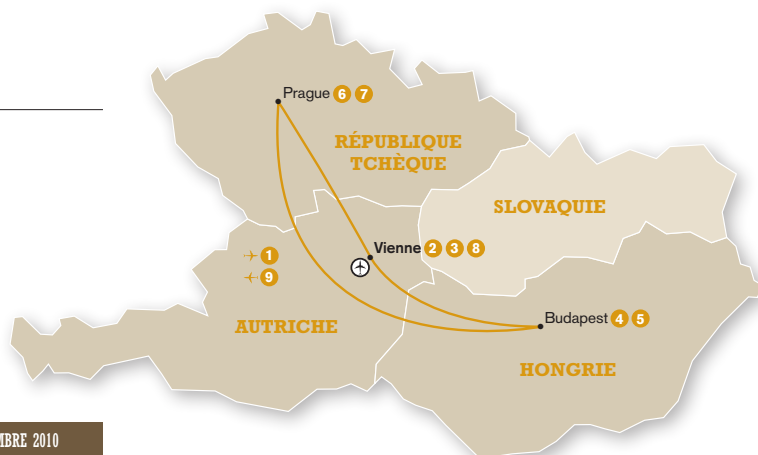 Prague 6 7
RÉPUBLIQUE
TCHÈQUE
SLOVAQUIE
Vienne 2 3 8
1
9
Budapest 4 5
AUTRICHE
HONGRIE
MBRE 2010